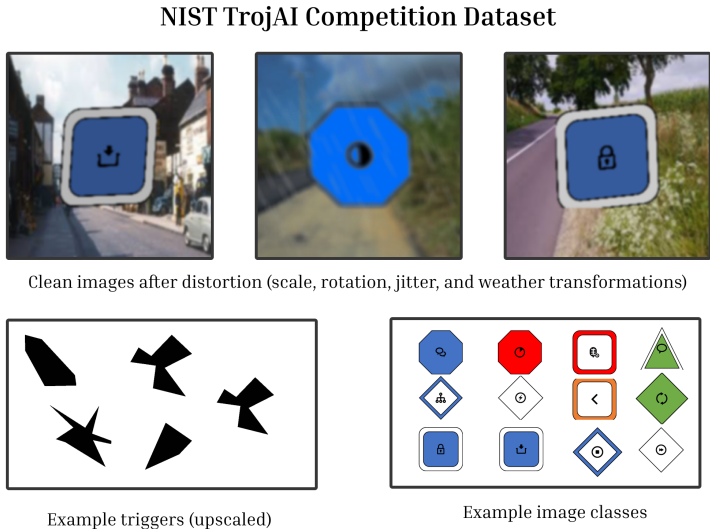 NIST TrojAI Competition Dataset
Clean images after distortion (scale, rotation, jitter, and weather transformations)
Example triggers (upscaled)
Example image classes